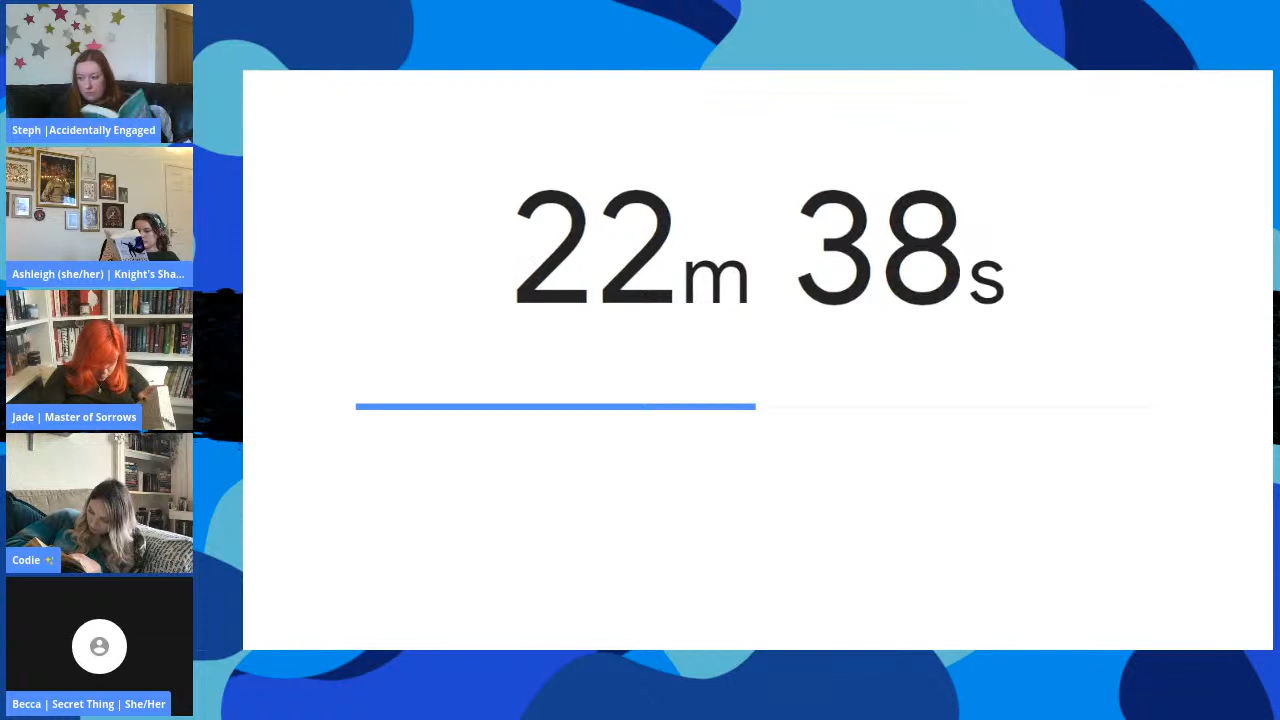 Steph |Accidentally Engaged
Ashleigh (she/her) | Knight's Sha...
Jade | Master of Sorrows
Codie ✨
Becca | Secret Thing | She/Her
22m 38s